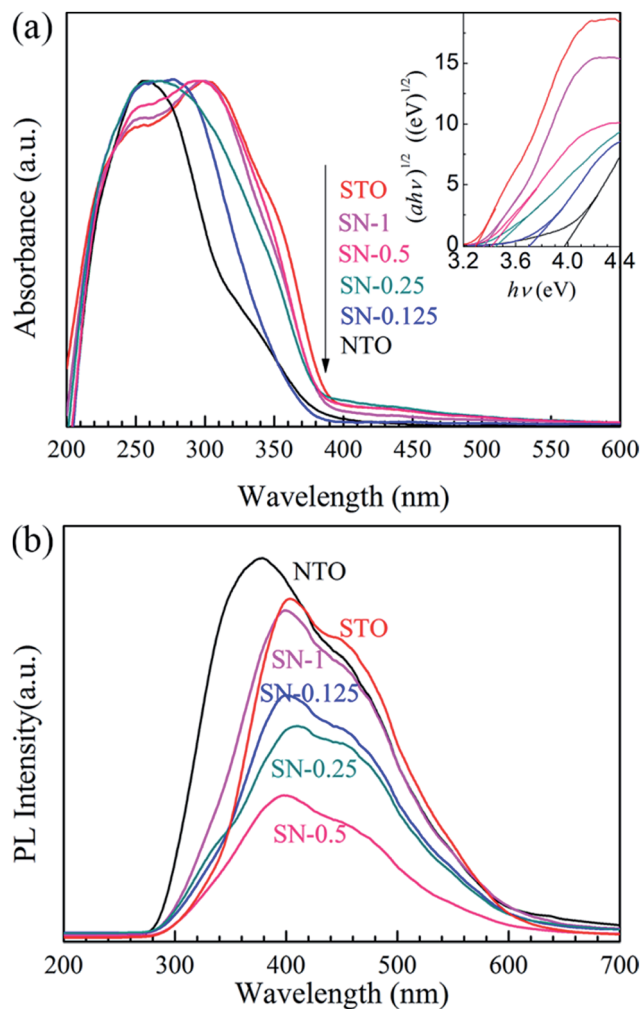 (a)
Absorbance (a.u.)
STO
SN-1
SN-0.5
SN-0.25
SN-0.125
NTO
200 250 300 350 400 450 500 550 600
Wavelength (nm)
(ahν)^1/2 ((eV)^1/2)
15
10
5
0
3.2 3.6 4.0 4.4
hν(eV)
(b)
PL Intensity(a.u.)
NTO
STO
SN-1
SN-0.125
SN-0.25
SN-0.5
200 300 400 500 600 700
Wavelength (nm)